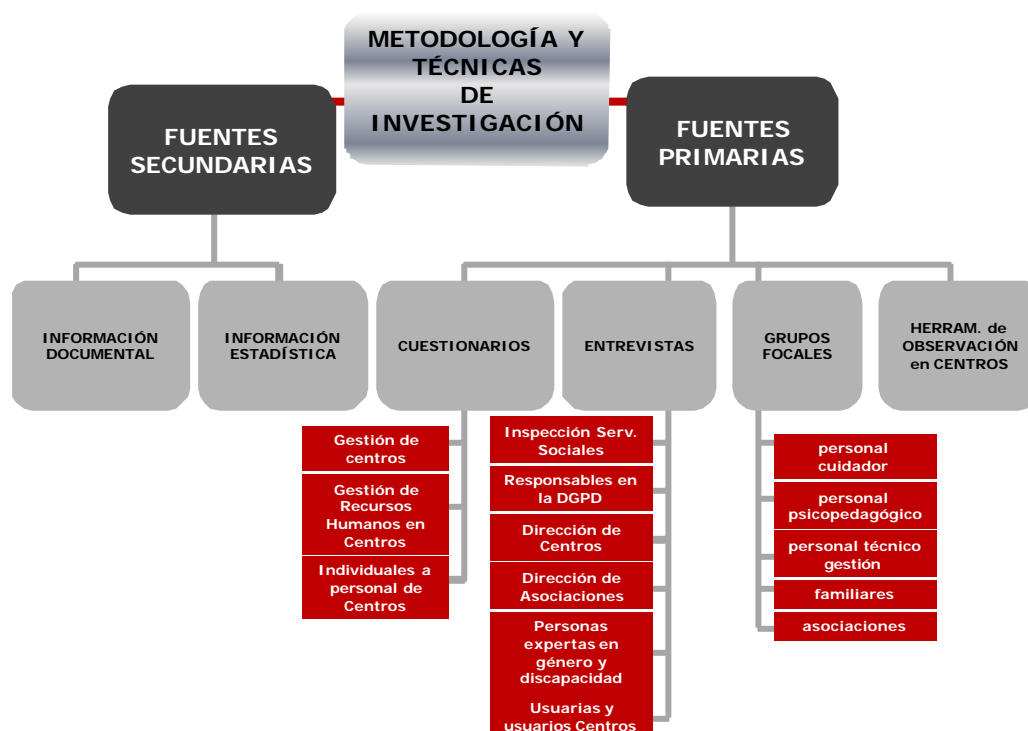 METODOLOGÍA Y
TÉCNICAS
DE
INVESTIGACIÓN
FUENTES
SECUNDARIAS
FUENTES
PRIMARIAS
INFORMACIÓN
DOCUMENTAL
INFORMACIÓN
ESTADÍSTICA
CUESTIONARIOS
ENTREVISTAS
GRUPOS
FOCALES
HERRAM. de
OBSERVACIÓN
en CENTROS
Gestión de
centros
Gestión de
Recursos
Humanos en
Centros
Individuales a
personal de
Centros
Inspección Serv.
Sociales
Responsables en
la DGPD
Dirección de
Centros
Dirección de
Asociaciones
Personas
expertas en
género y
discapacidad
Usuarias y
usuarios Centros
personal
cuidador
personal
psicopedagógico
personal técnico
gestión
familiares
asociaciones